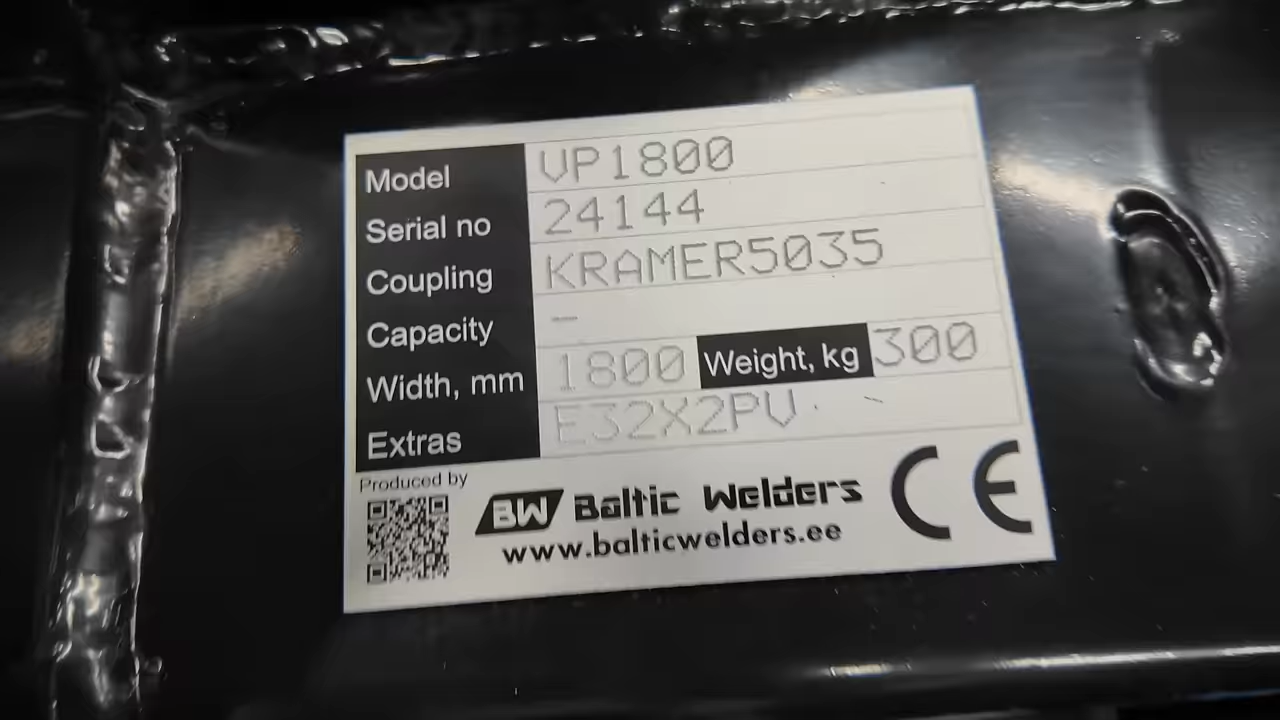 Model VP1800
Serial no 24144
Coupling KRAMER5035
Capacity –
Width, mm 1800 Weight, kg 300
Extras E32X2PV
Produced by
BW Baltic Welders
www.balticwelders.ee
CE